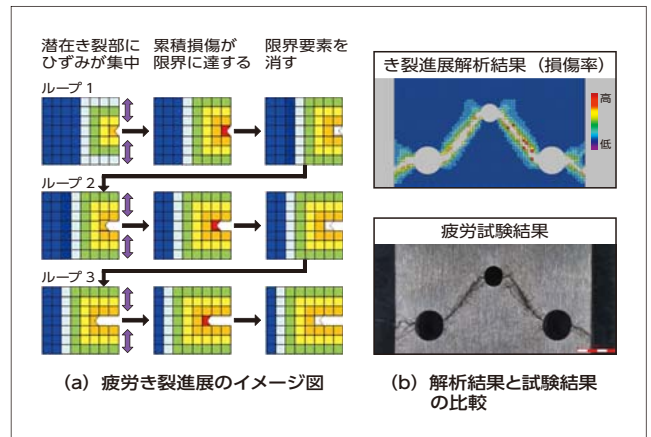 潜在き裂部に
ひずみが集中
累積損傷が
限界に達する
限界要素を
消す
ループ 1
ループ 2
ループ 3
(a) 疲労き裂進展のイメージ図
き裂進展解析結果（損傷率）
高
低
疲労試験結果
(b) 解析結果と試験結果
の比較